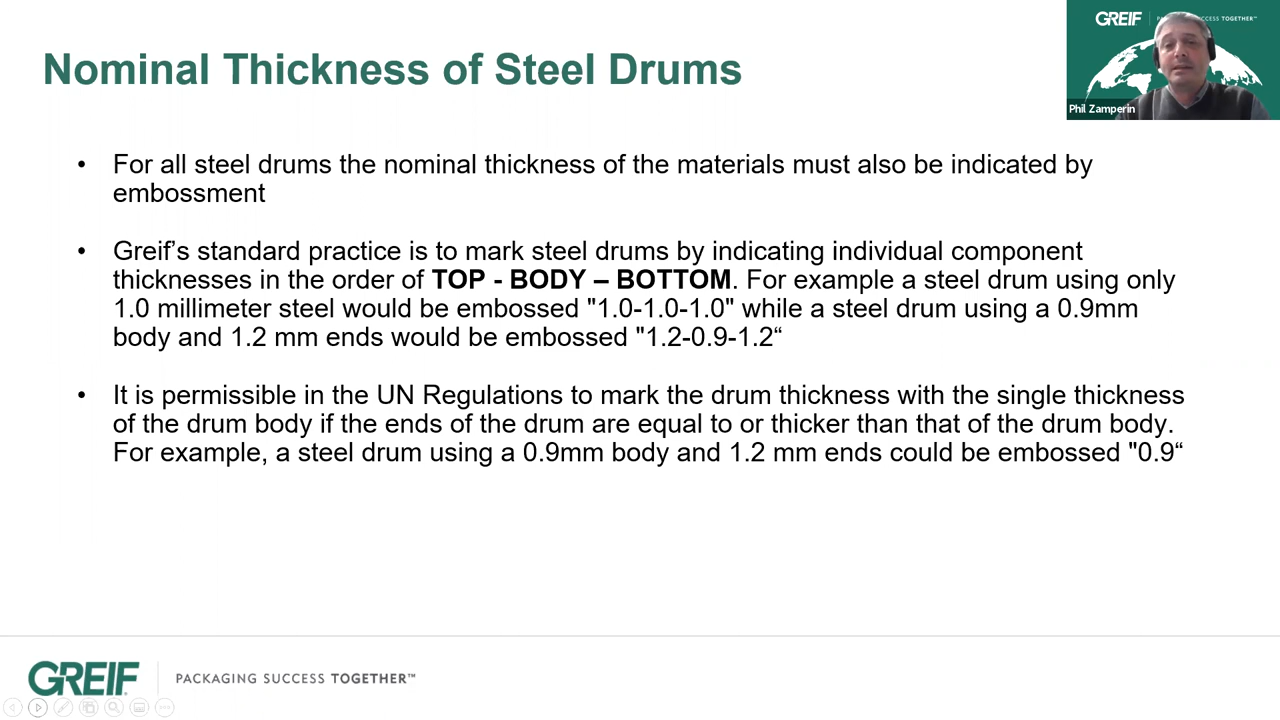 GREIF
PACKAGING SUCCESS TOGETHER™
Phil Zamperin
Nominal Thickness of Steel Drums
• For all steel drums the nominal thickness of the materials must also be indicated by
embossment
• Greif’s standard practice is to mark steel drums by indicating individual component
thicknesses in the order of TOP - BODY – BOTTOM. For example a steel drum using only
1.0 millimeter steel would be embossed "1.0-1.0-1.0" while a steel drum using a 0.9mm
body and 1.2 mm ends would be embossed "1.2-0.9-1.2“
• It is permissible in the UN Regulations to mark the drum thickness with the single thickness
of the drum body if the ends of the drum are equal to or thicker than that of the drum body.
For example, a steel drum using a 0.9mm body and 1.2 mm ends could be embossed "0.9“
GREIF
SUCCESS TOGETHER™